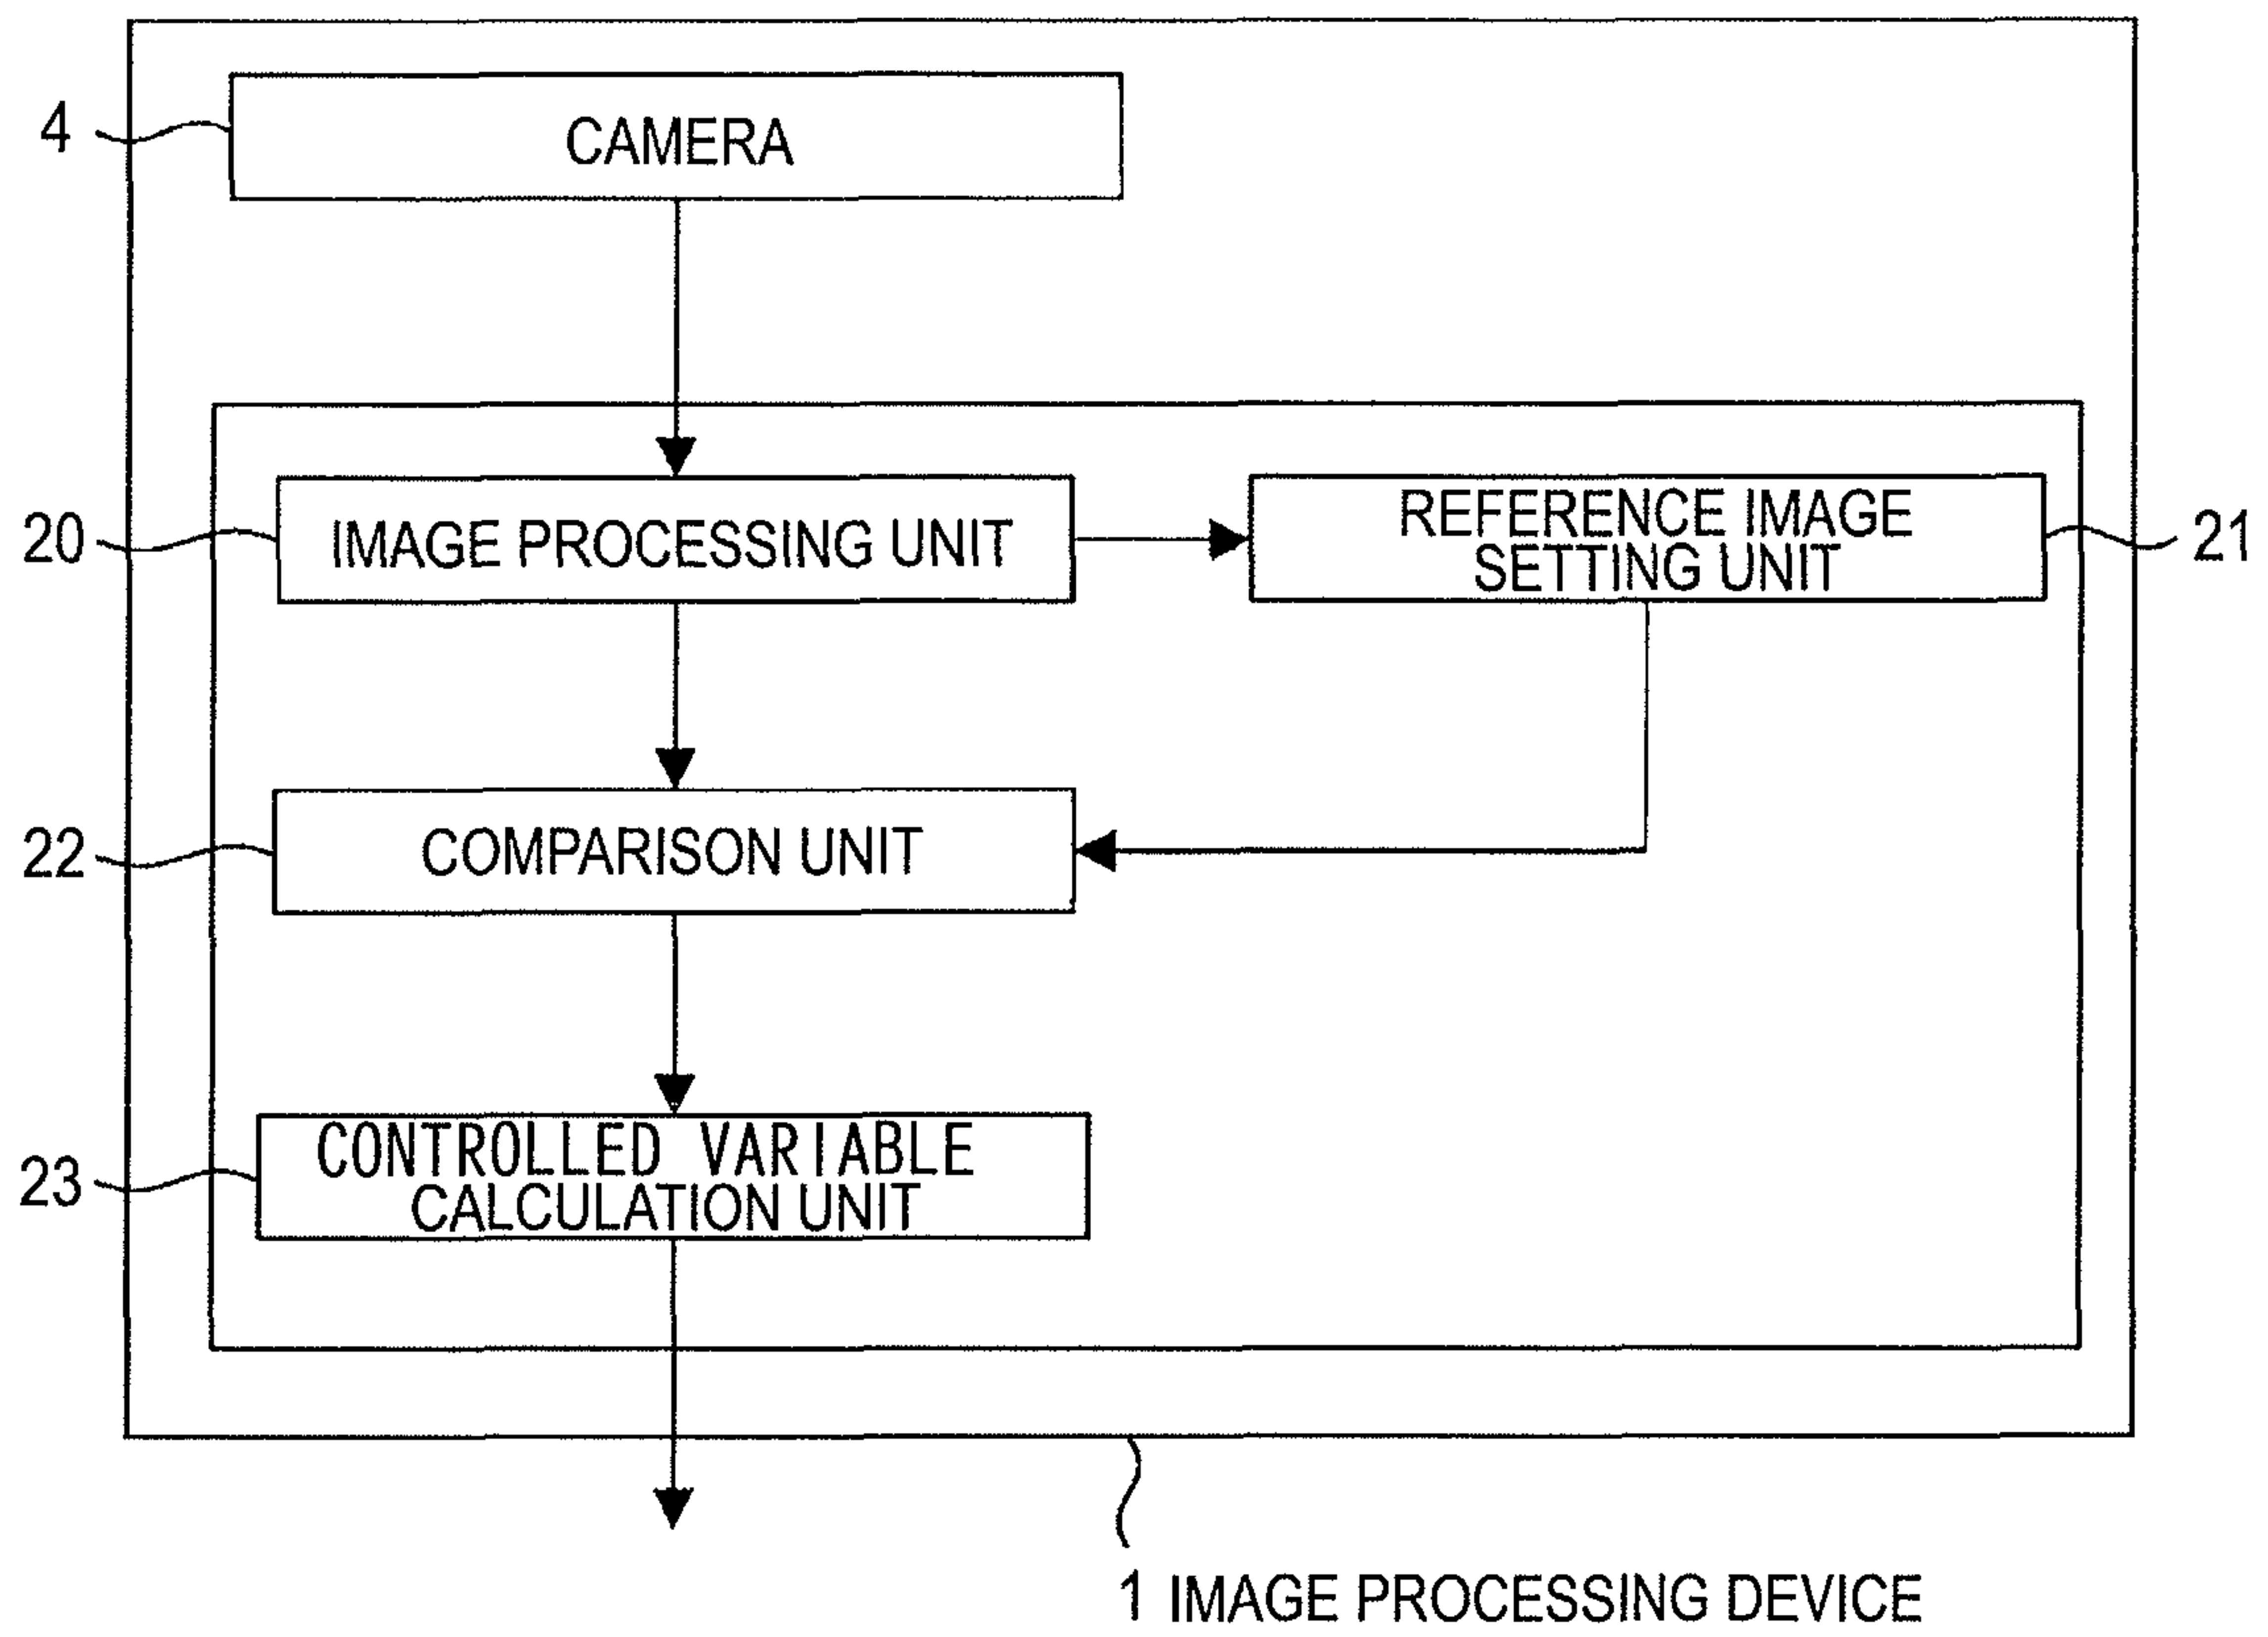 4
CAMERA
20
IMAGE PROCESSING UNIT
REFERENCE IMAGE
SETTING UNIT
21
22
COMPARISON UNIT
23
CONTROLLED VARIABLE
CALCULATION UNIT
1 IMAGE PROCESSING DEVICE